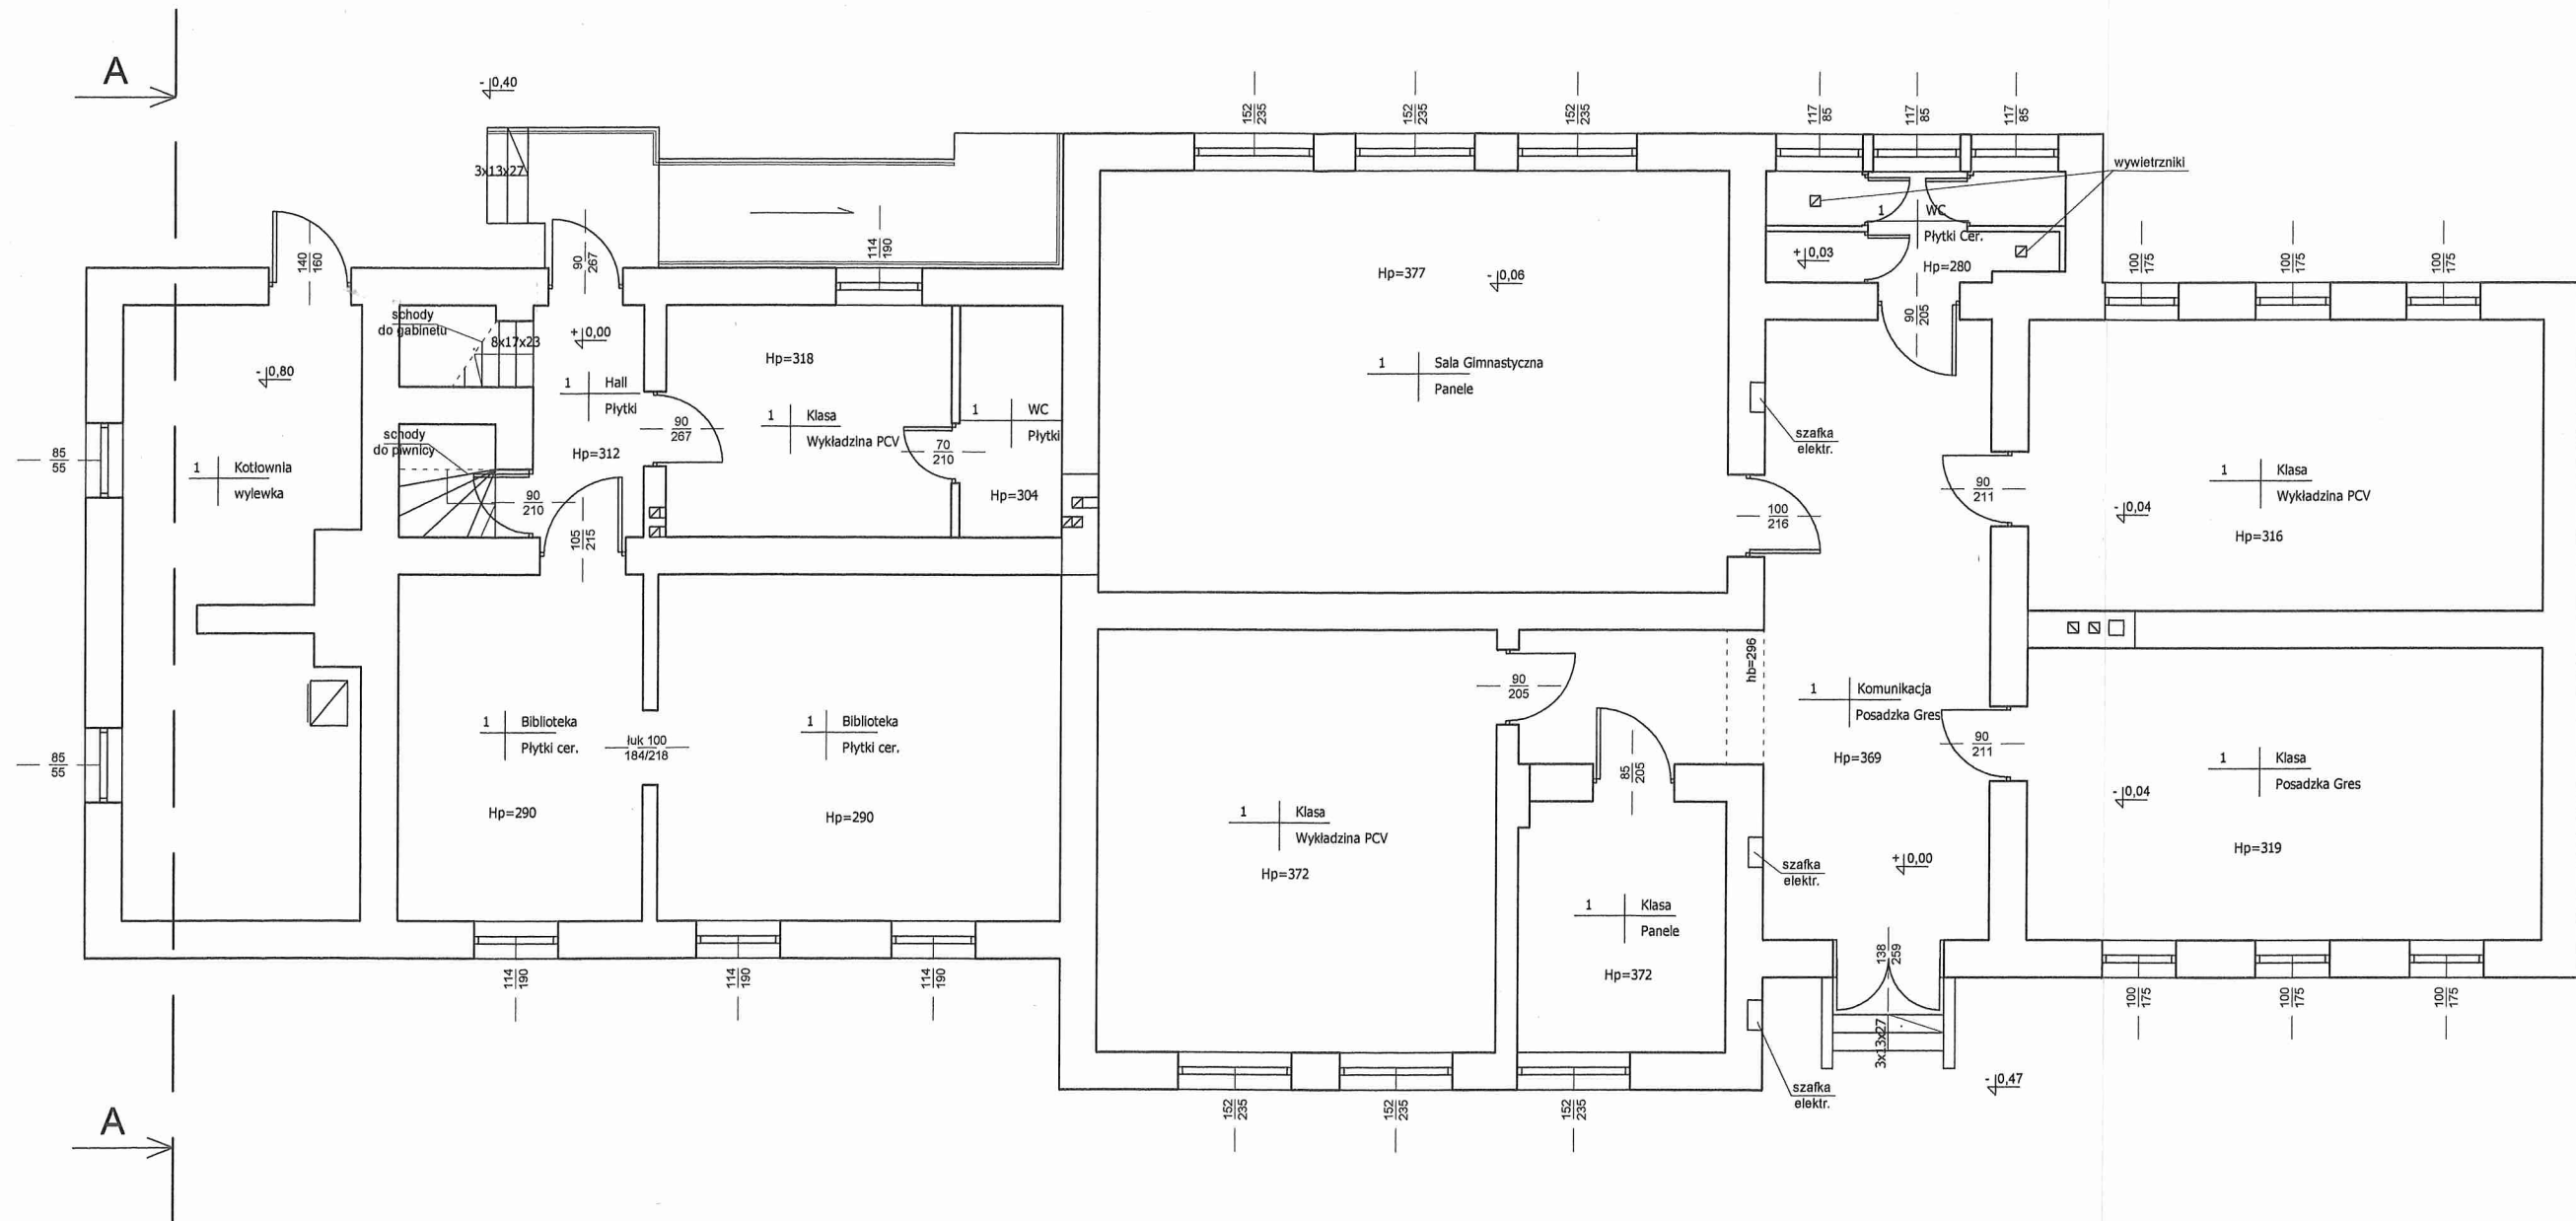 A
- 0,40
3x13x27
152
235
152
235
152
235
117
85
117
85
117
85
wywietrzniki
140
160
90
267
114
190
1 WC
Płytki Cer.
+ 0,03
Hp=280
100
175
100
175
100
175
schody
do gabinetu
8x17x23
+ 0,00
Hp=318
Hp=377
- 0,06
90
205
- 0,80
1 Hall
Płytki
1 Klasa
Wykładzina PCV
1 WC
Płytki
1 Sala Gimnastyczna
Panele
szafka
elektr.
schody
do piwnicy
Hp=312
90
267
70
210
85
55
1 Kotłownia
wylewka
90
210
Hp=304
105
215
100
216
90
211
1 Klasa
Wykładzina PCV
- 0,04
Hp=316
hb=296
90
205
1 Biblioteka
Płytki cer.
łuk 100
184/218
1 Biblioteka
Płytki cer.
85
55
85
205
1 Komunikacja
Posadzka Gres
Hp=369
90
211
1 Klasa
Posadzka Gres
- 0,04
Hp=290
Hp=290
1 Klasa
Wykładzina PCV
Hp=372
szafka
elektr.
+ 0,00
Hp=319
1 Klasa
Panele
Hp=372
138
259
114
190
114
190
114
190
100
175
100
175
100
175
3x13x27
szafka
elektr.
- 0,47
152
235
152
235
152
235
A